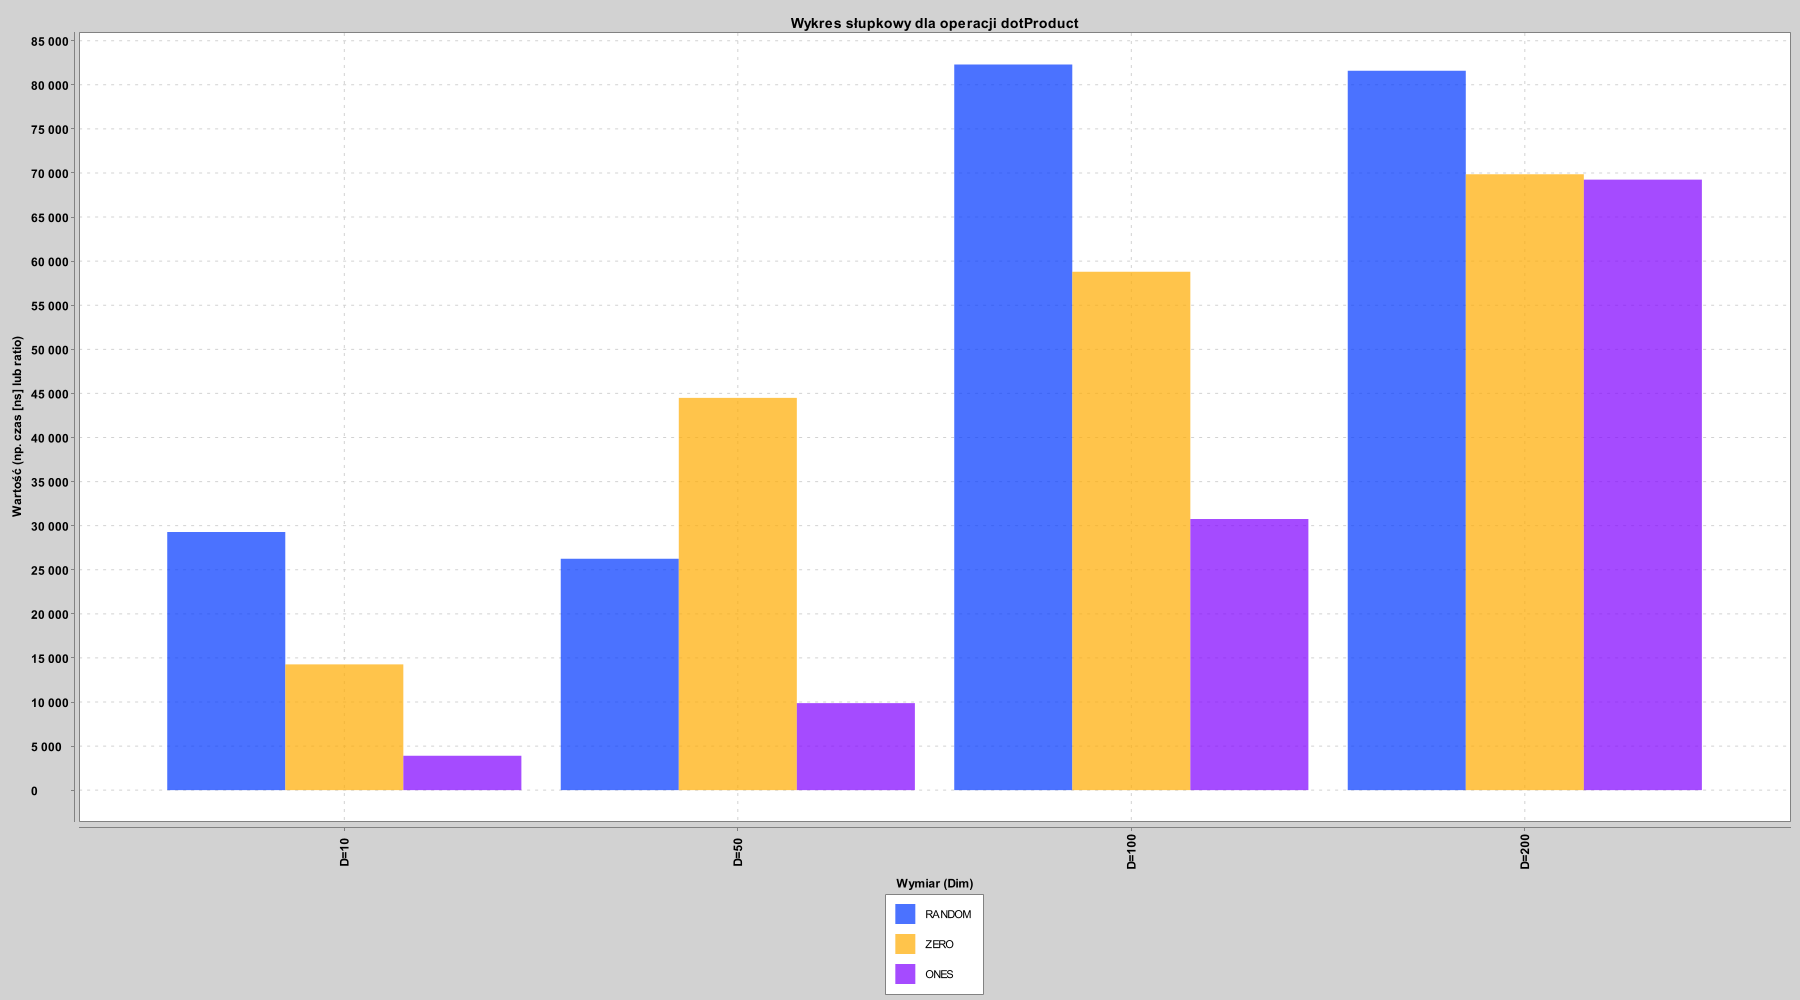 Wykres słupkowy dla operacji dotProduct
85 000
80 000
75 000
70 000
65 000
60 000
55 000
50 000
45 000
40 000
35 000
30 000
25 000
20 000
15 000
10 000
5 000
0
Wartość (np. czas [ns] lub ratio)
D=10
D=50
D=100
D=200
Wymiar (Dim)
RANDOM
ZERO
ONES